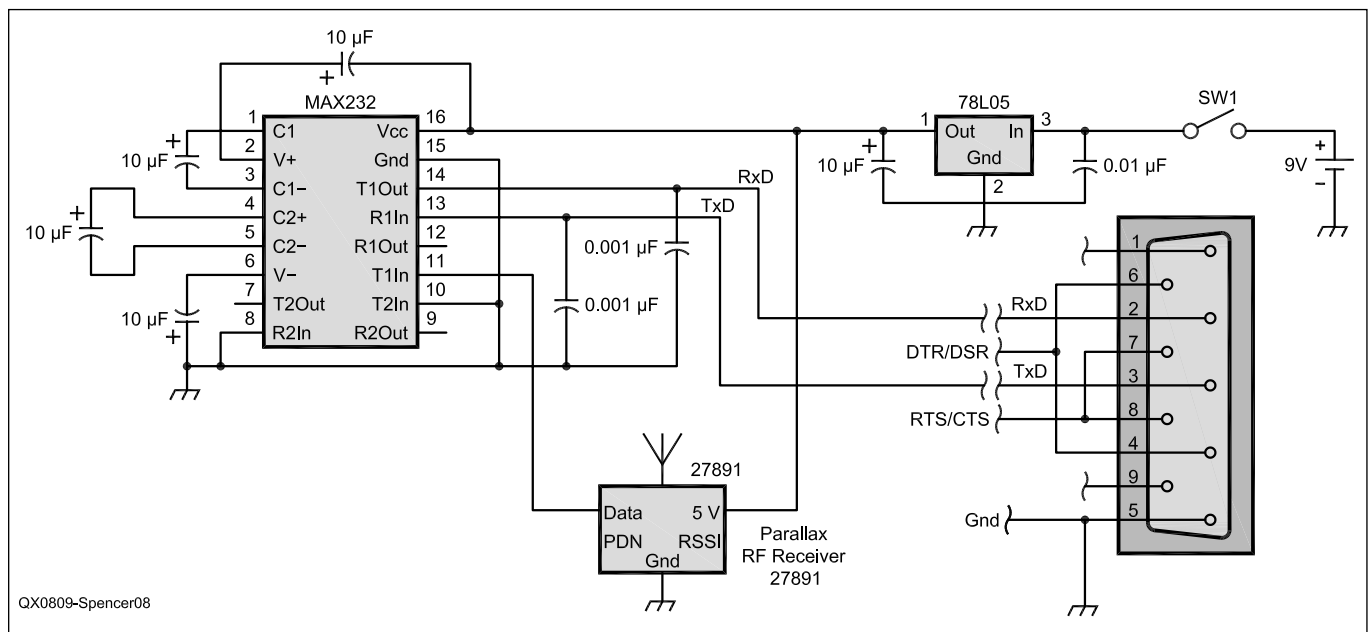 10 µF
+
MAX232
1 C1 Vcc 16
2 V+ Gnd 15
3 C1– T1Out 14
4 C2+ R1In 13
5 C2– R1Out 12
6 V– T1In 11
7 T2Out T2In 10
8 R2In R2Out 9
+
10 µF
+
10 µF
10 µF
+
RxD
TxD
0.001 µF
0.001 µF
78L05
1 Out In 3
Gnd
2
+
10 µF
0.01 µF
SW1
+
9V
–
1
6
RxD 2
7
DTR/DSR
TxD 3
RTS/CTS 8
4
9
Gnd 5
27891
Data 5 V
PDN RSSI
Gnd
Parallax
RF Receiver
27891
QX0809-Spencer08